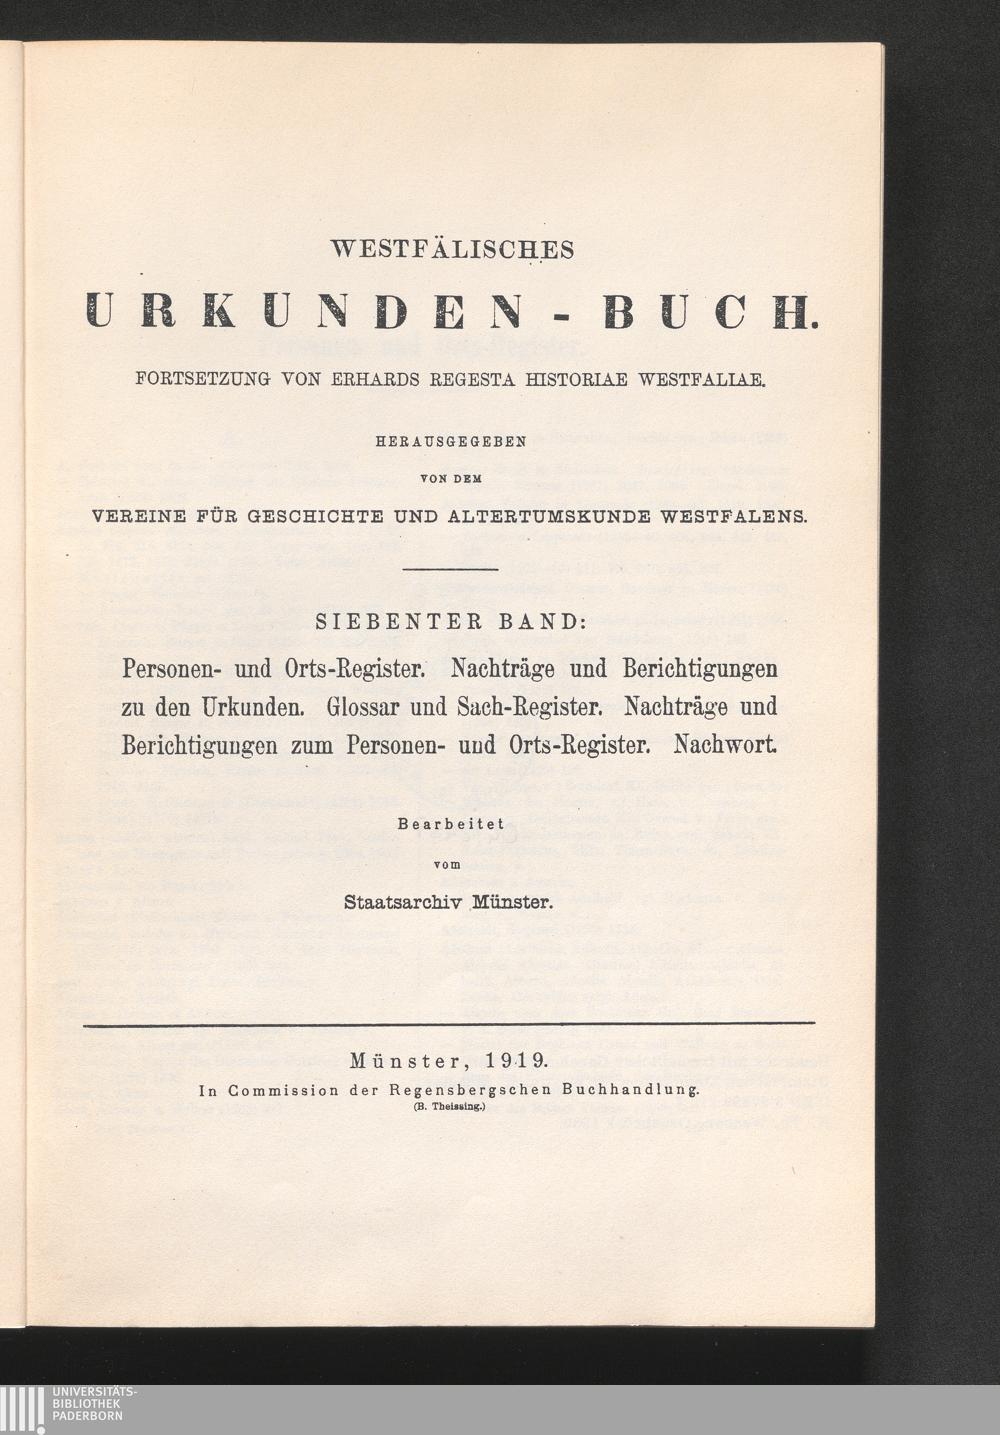 WESTFÄLISCHES
URKUNDEN-BUCH.
FORTSETZUNG VON ERHARDS REGESTA HISTORIAE WESTFALIAE.
HERAUSGEGEBEN
VON DEM
VEREINE FÜR GESCHICHTE UND ALTERTUMSKUNDE WESTFALENS.
SIEBENTER BAND:
Personen- und Orts-Register. Nachträge und Berichtigungen
zu den Urkunden. Glossar und Sach-Register. Nachträge und
Berichtigungen zum Personen- und Orts-Register. Nachwort.
Bearbeitet
vom
Staatsarchiv Münster.
Münster, 1919.
In Commission der Regensbergschen Buchhandlung.
(B. Theissing.)
UNIVERSITÄTS-
BIBLIOTHEK
PADERBORN